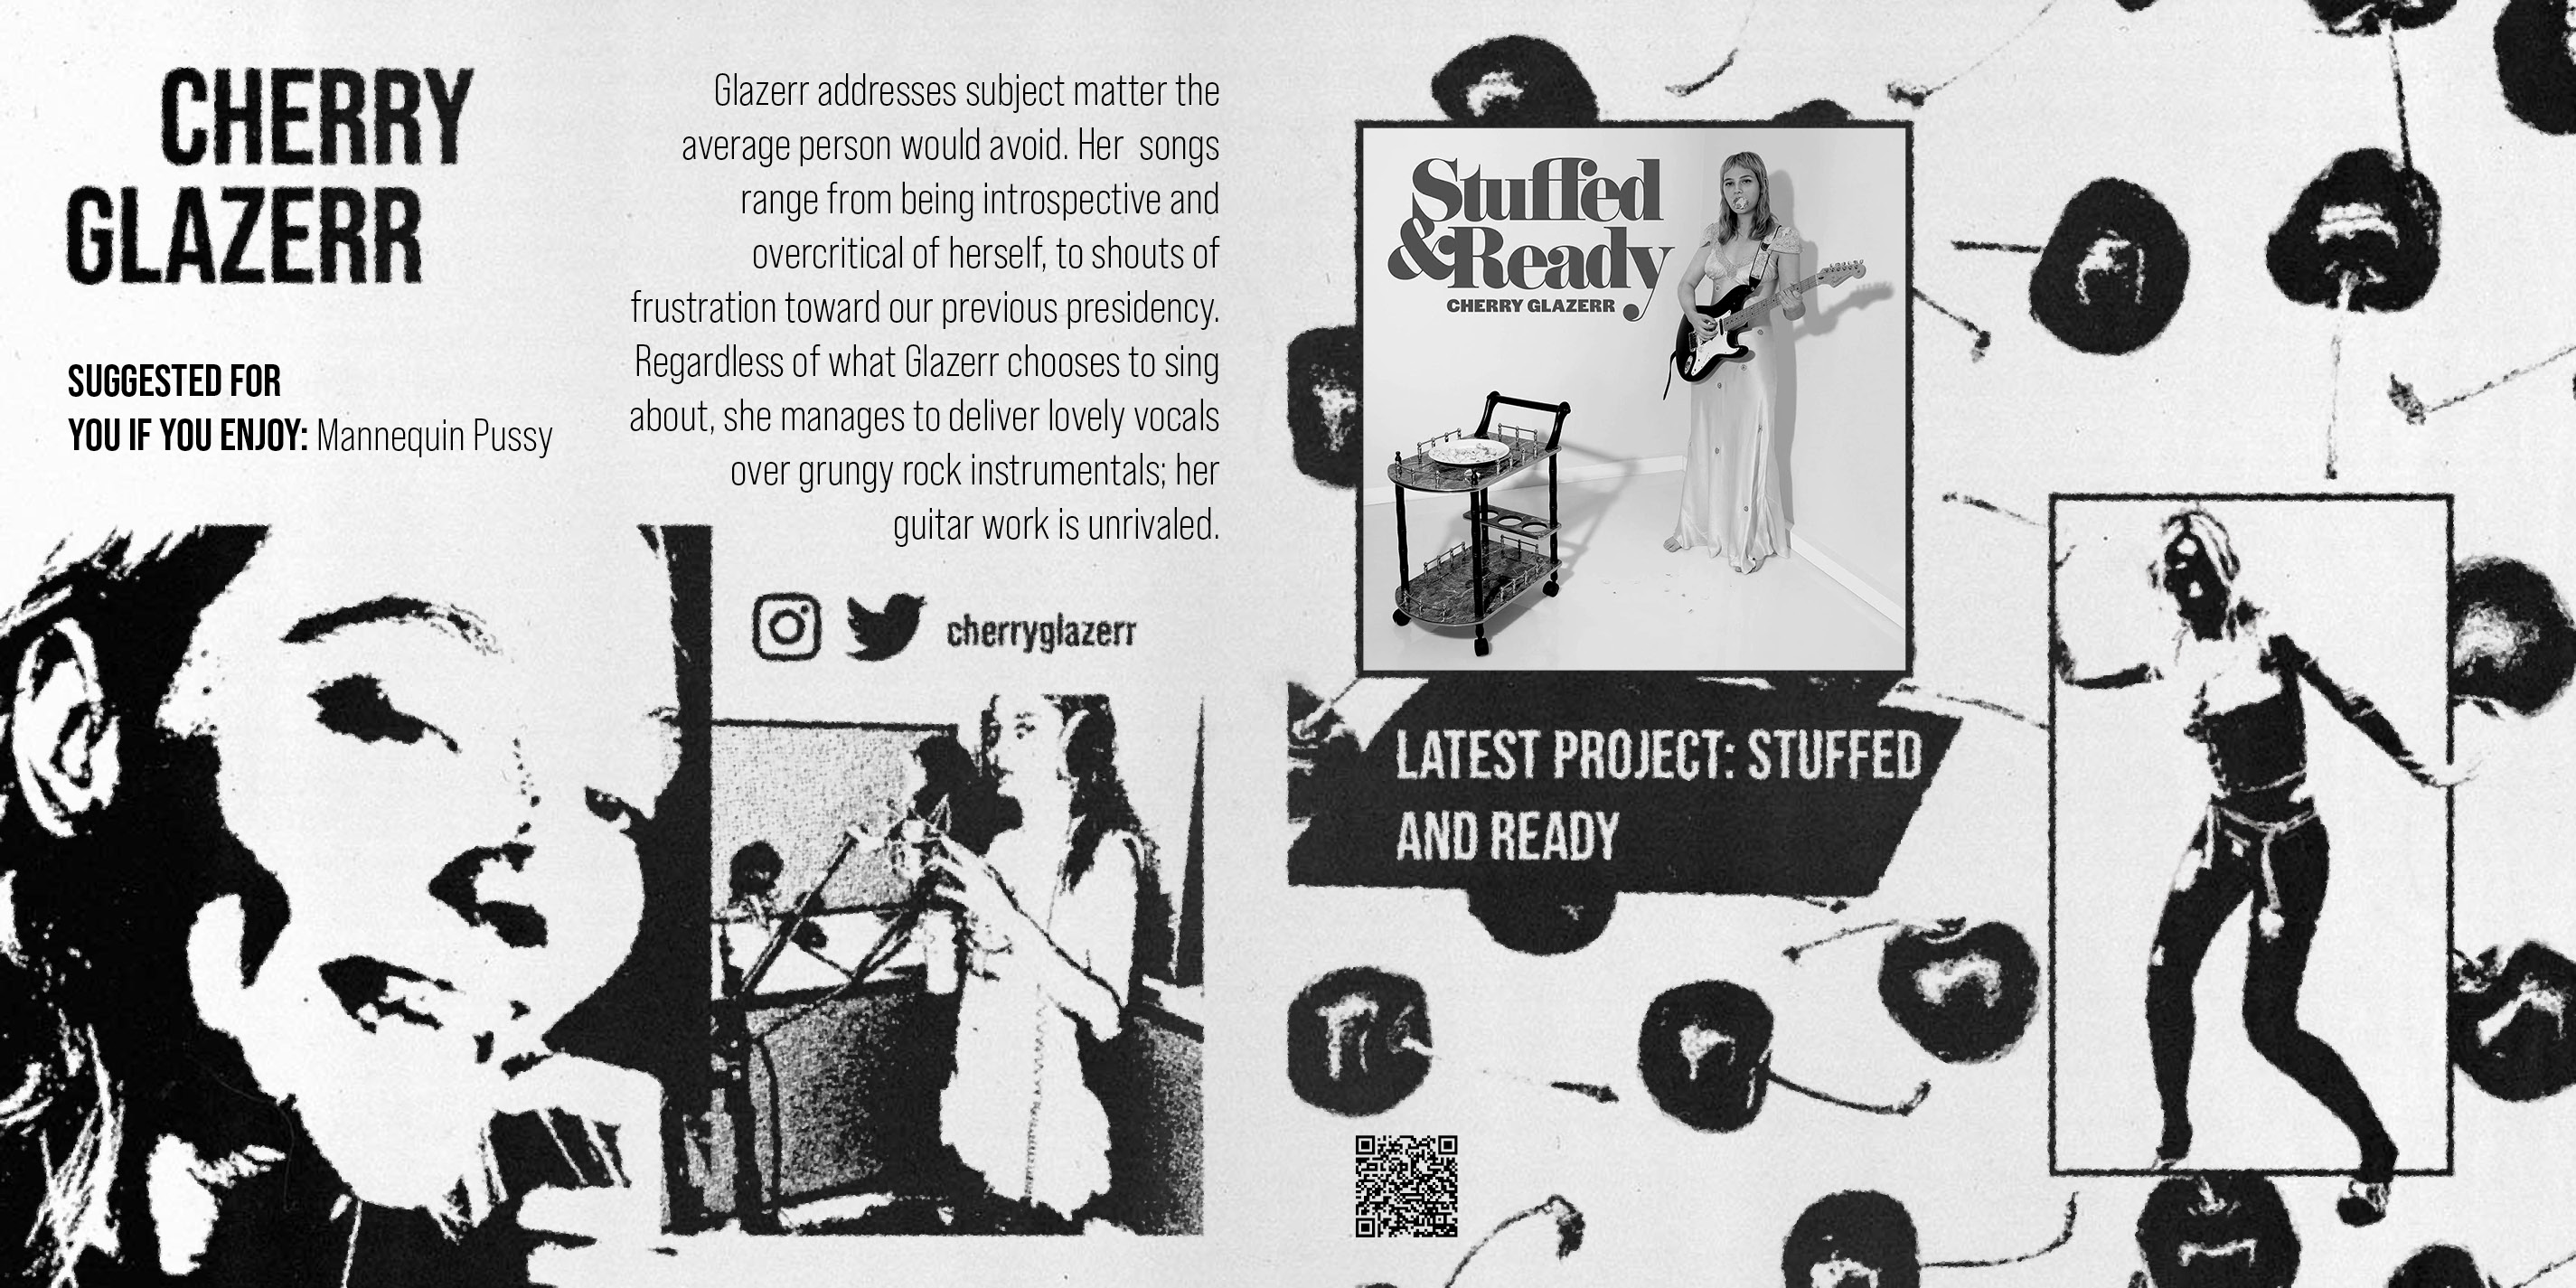 CHERRY
GLAZERR
SUGGESTED FOR
YOU IF YOU ENJOY: Mannequin Pussy
Glazerr addresses subject matter the
average person would avoid. Her  songs
range from being introspective and
overcritical of herself, to shouts of
frustration toward our previous presidency.
Regardless of what Glazerr chooses to sing
about, she manages to deliver lovely vocals
over grungy rock instrumentals; her
guitar work is unrivaled.
cherryglazerr
Stuffed
&Ready
CHERRY GLAZERR
LATEST PROJECT: STUFFED
AND READY